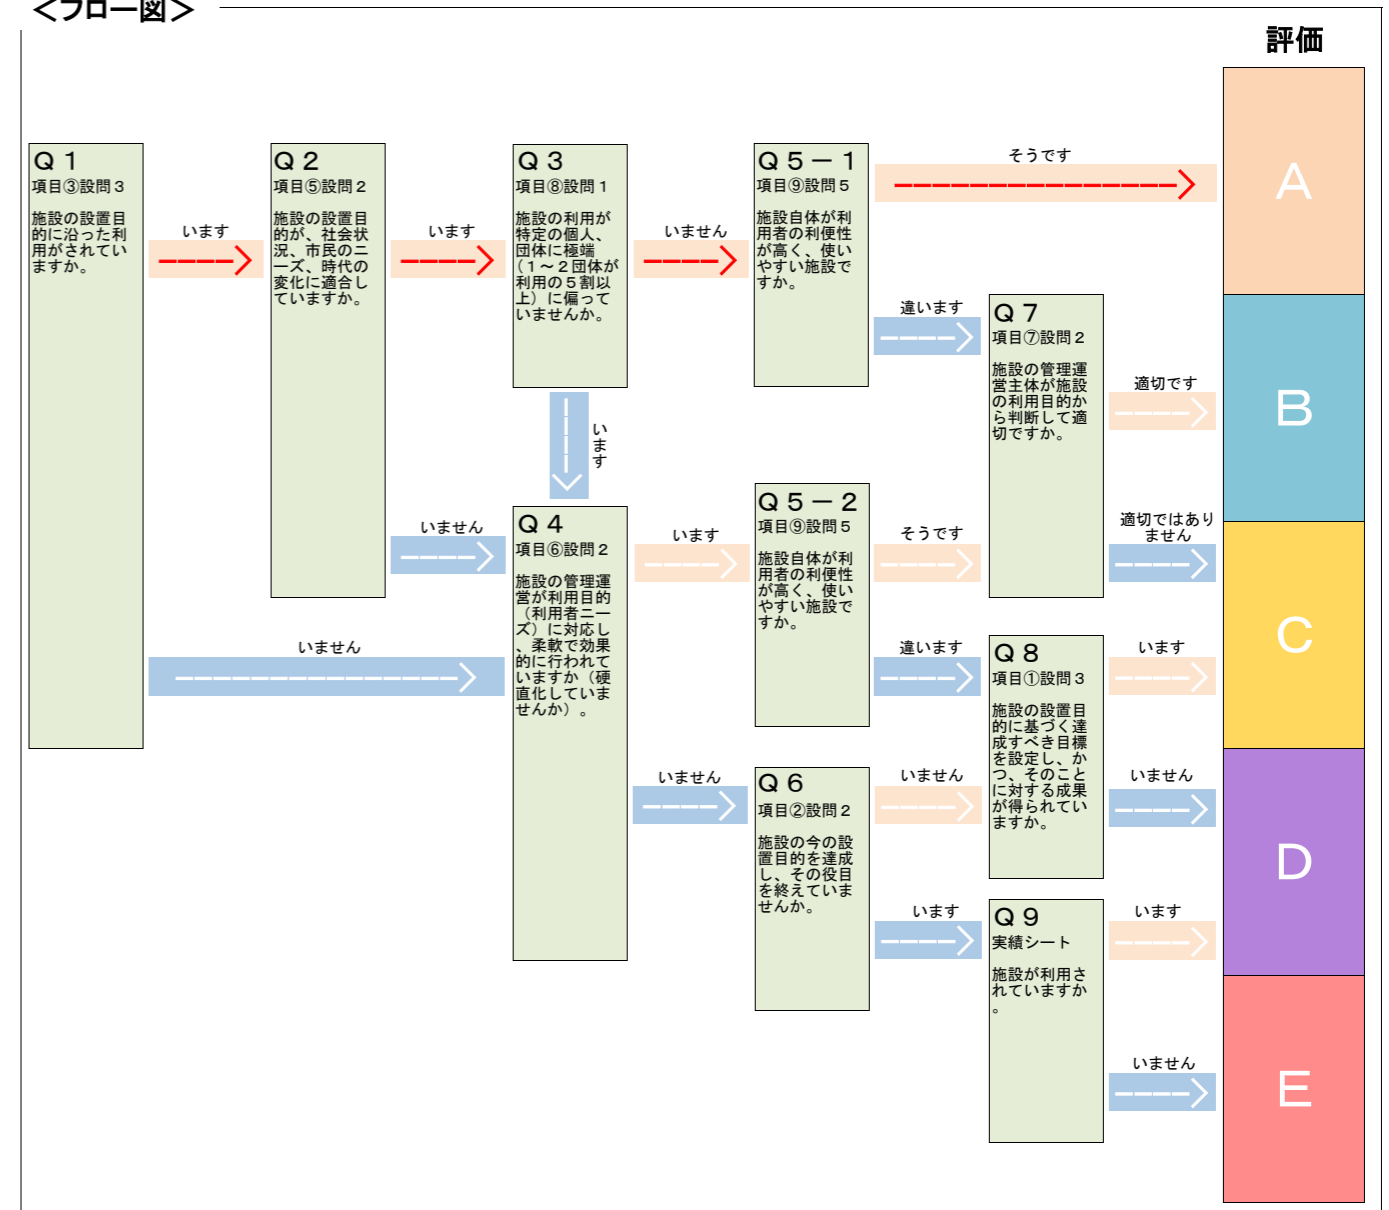 ＜フロー図＞
評価
Ｑ１
項目③設問３
施設の設置目
的に沿った利
用がされてい
ますか。
います
いません
Ｑ２
項目⑤設問２
施設の設置目
的が、社会状
況、市民のニ
ーズ、時代の
変化に適合し
ていますか。
います
いません
Ｑ３
項目⑧設問１
施設の利用が
特定の個人、
団体に極端
（１～２団体が
利用の５割以
上）に偏って
いませんか。
いません
います
Ｑ４
項目⑥設問２
施設の管理運
営が利用目的
（利用者ニー
ズ）に対応し
、柔軟で効果
的に行われて
いますか（硬
直化していま
せんか）。
います
いません
Ｑ５－１
項目⑨設問５
施設自体が利
用者の利便性
が高く、使い
やすい施設で
すか。
そうです
違います
Ｑ５－２
項目⑨設問５
施設自体が利
用者の利便性
が高く、使い
やすい施設で
すか。
そうです
違います
Ｑ６
項目②設問２
施設の今の設
置目的を達成
し、その役目
を終えていま
せんか。
いません
います
Ｑ７
項目⑦設問２
施設の管理運
営主体が施設
の利用目的か
ら判断して適
切ですか。
適切です
適切ではあり
ません
Ｑ８
項目①設問３
施設の設置目
的に基づく達
成すべき目標
を設定し、か
つ、そのこと
に対する成果
が得られてい
ますか。
います
いません
Ｑ９
実績シート
施設が利用さ
れていますか
。
います
いません
Ａ
Ｂ
Ｃ
Ｄ
Ｅ